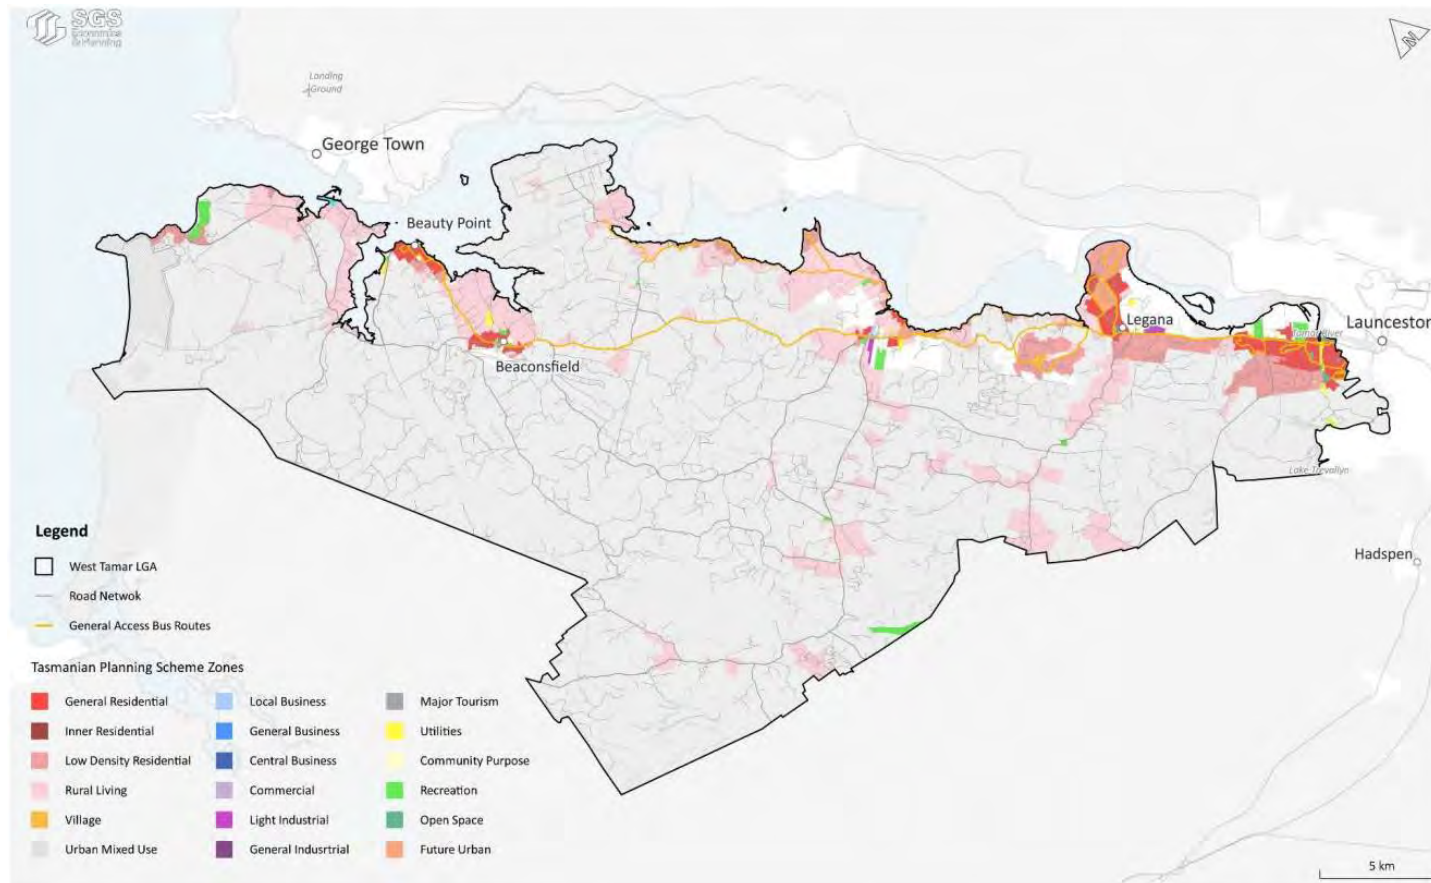 SGS
Economics
& Planning
N
Landing
Ground
George Town
Beauty Point
Legana
Launceston
Tamar River
Beaconsfield
Lake Trevallyn
Hadspen
Legend
West Tamar LGA
Road Netwok
General Access Bus Routes
Tasmanian Planning Scheme Zones
General Residential
Inner Residential
Low Density Residential
Rural Living
Village
Urban Mixed Use
Local Business
General Business
Central Business
Commercial
Light Industrial
General Indusrtrial
Major Tourism
Utilities
Community Purpose
Recreation
Open Space
Future Urban
5 km